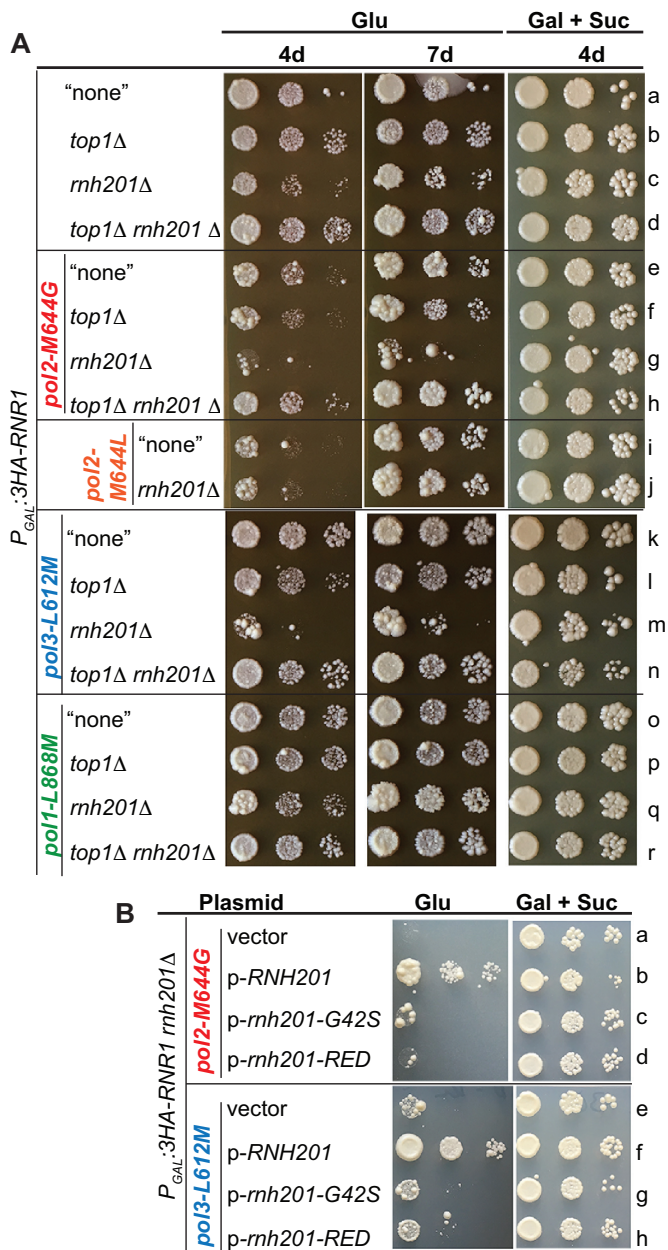 A
Glu
Gal + Suc
4d
7d
4d
P_GAL:3HA-RNR1
"none" a
top1Δ b
rnh201Δ c
top1Δ rnh201 Δ d
pol2-M644G
"none" e
top1Δ f
rnh201Δ g
top1Δ rnh201 Δ h
pol2-
M644L
"none" i
rnh201Δ j
pol3-L612M
"none" k
top1Δ l
rnh201Δ m
top1Δ rnh201Δ n
pol1-L868M
"none" o
top1Δ p
rnh201Δ q
top1Δ rnh201Δ r
B
Plasmid Glu Gal + Suc
P_GAL:3HA-RNR1 rnh201Δ
pol2-M644G
vector a
p-RNH201 b
p-rnh201-G42S c
p-rnh201-RED d
pol3-L612M
vector e
p-RNH201 f
p-rnh201-G42S g
p-rnh201-RED h